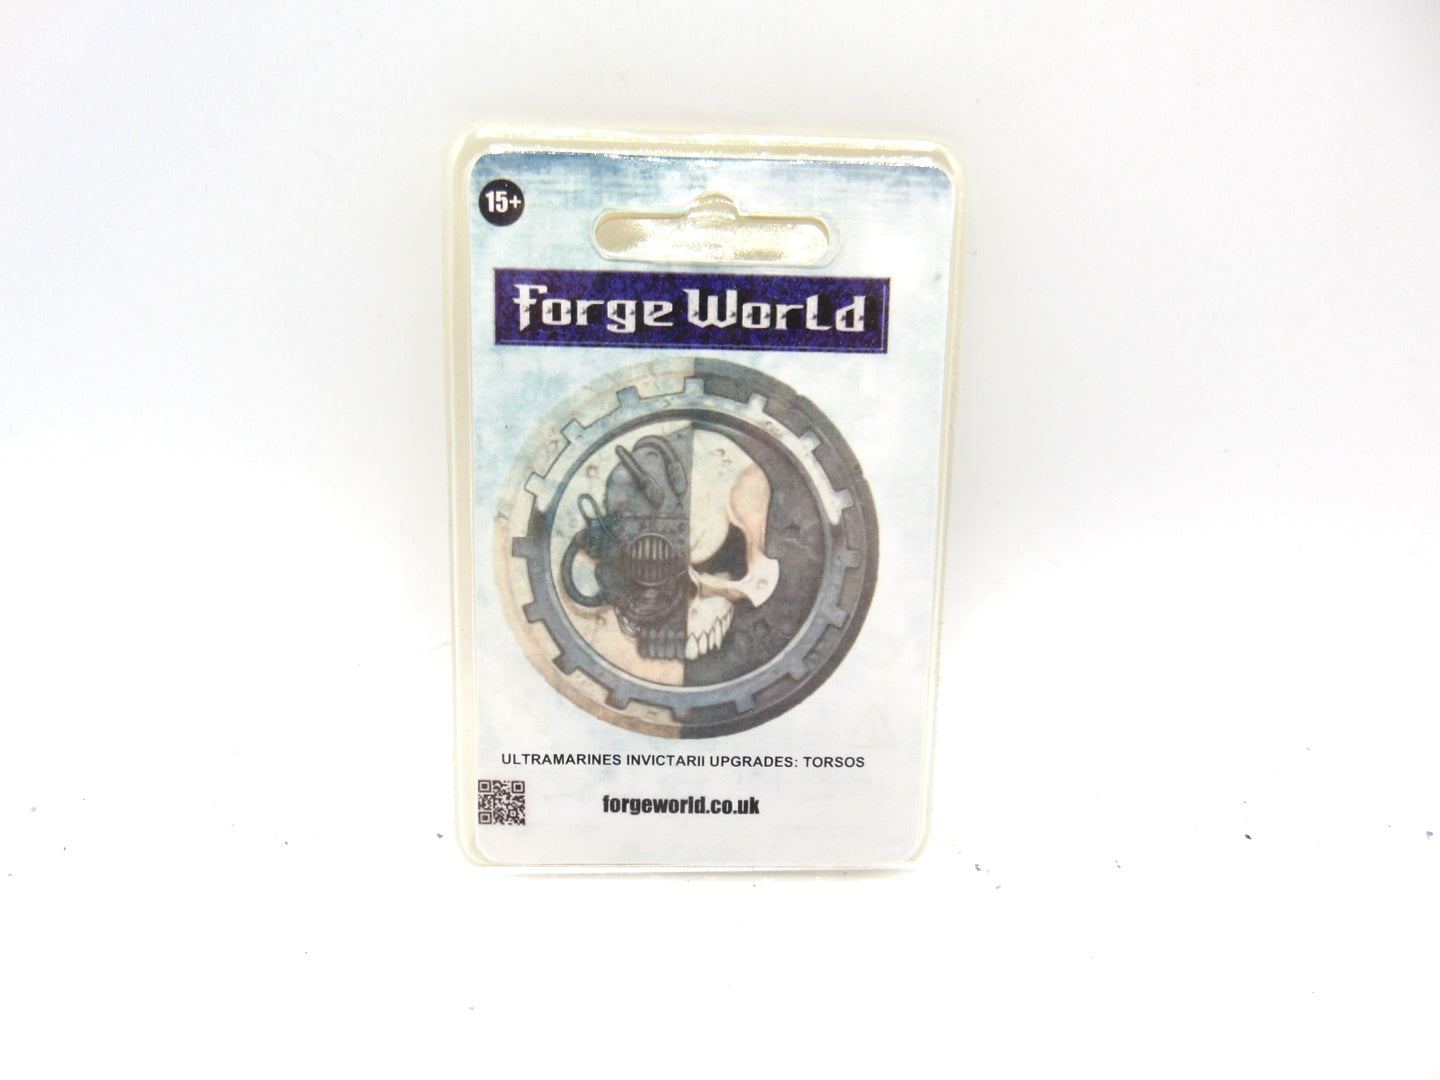 15+
Forge World
ULTRAMARINES INVICTARII UPGRADES: TORSOS
forgeworld.co.uk